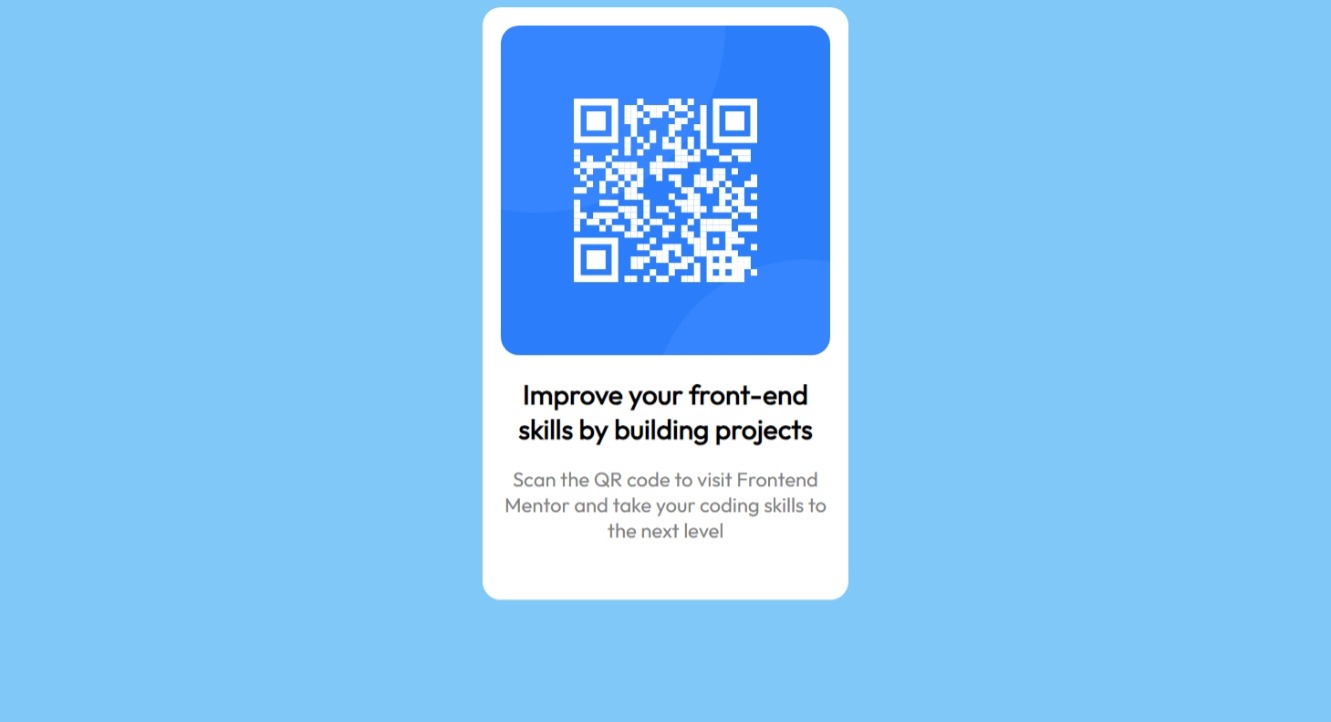 Improve your front-end
skills by building projects
Scan the QR code to visit Frontend
Mentor and take your coding skills to
the next level